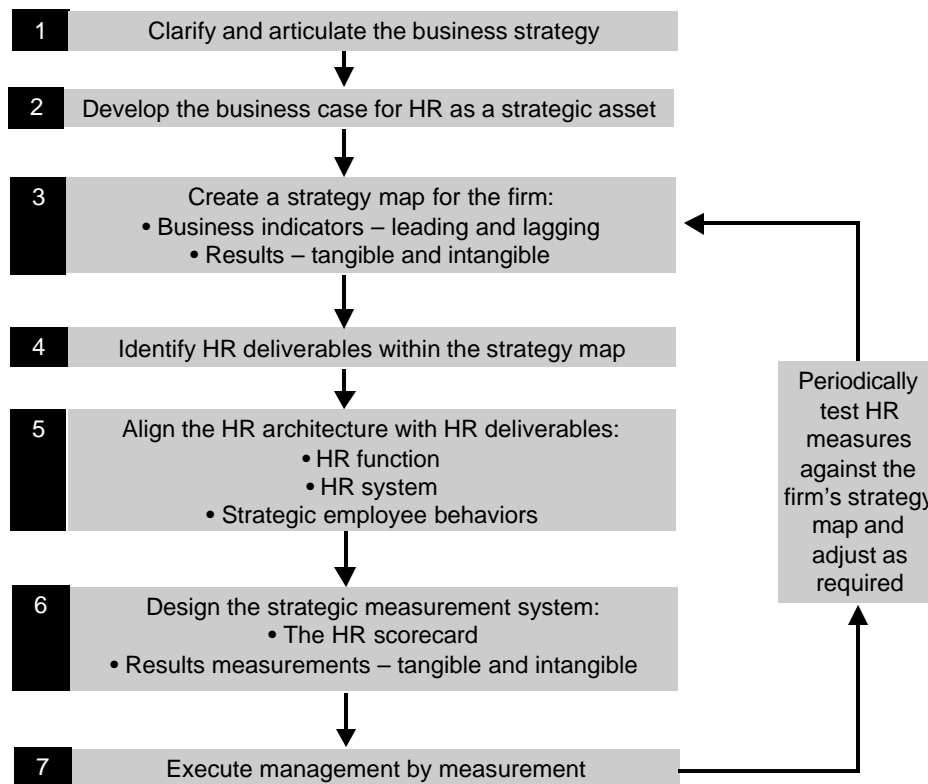 1 Clarify and articulate the business strategy
2 Develop the business case for HR as a strategic asset
3 Create a strategy map for the firm:
• Business indicators – leading and lagging
• Results – tangible and intangible
4 Identify HR deliverables within the strategy map
5 Align the HR architecture with HR deliverables:
• HR function
• HR system
• Strategic employee behaviors
6 Design the strategic measurement system:
• The HR scorecard
• Results measurements – tangible and intangible
7 Execute management by measurement
Periodically
test HR
measures
against the
firm's strategy
map and
adjust as
required